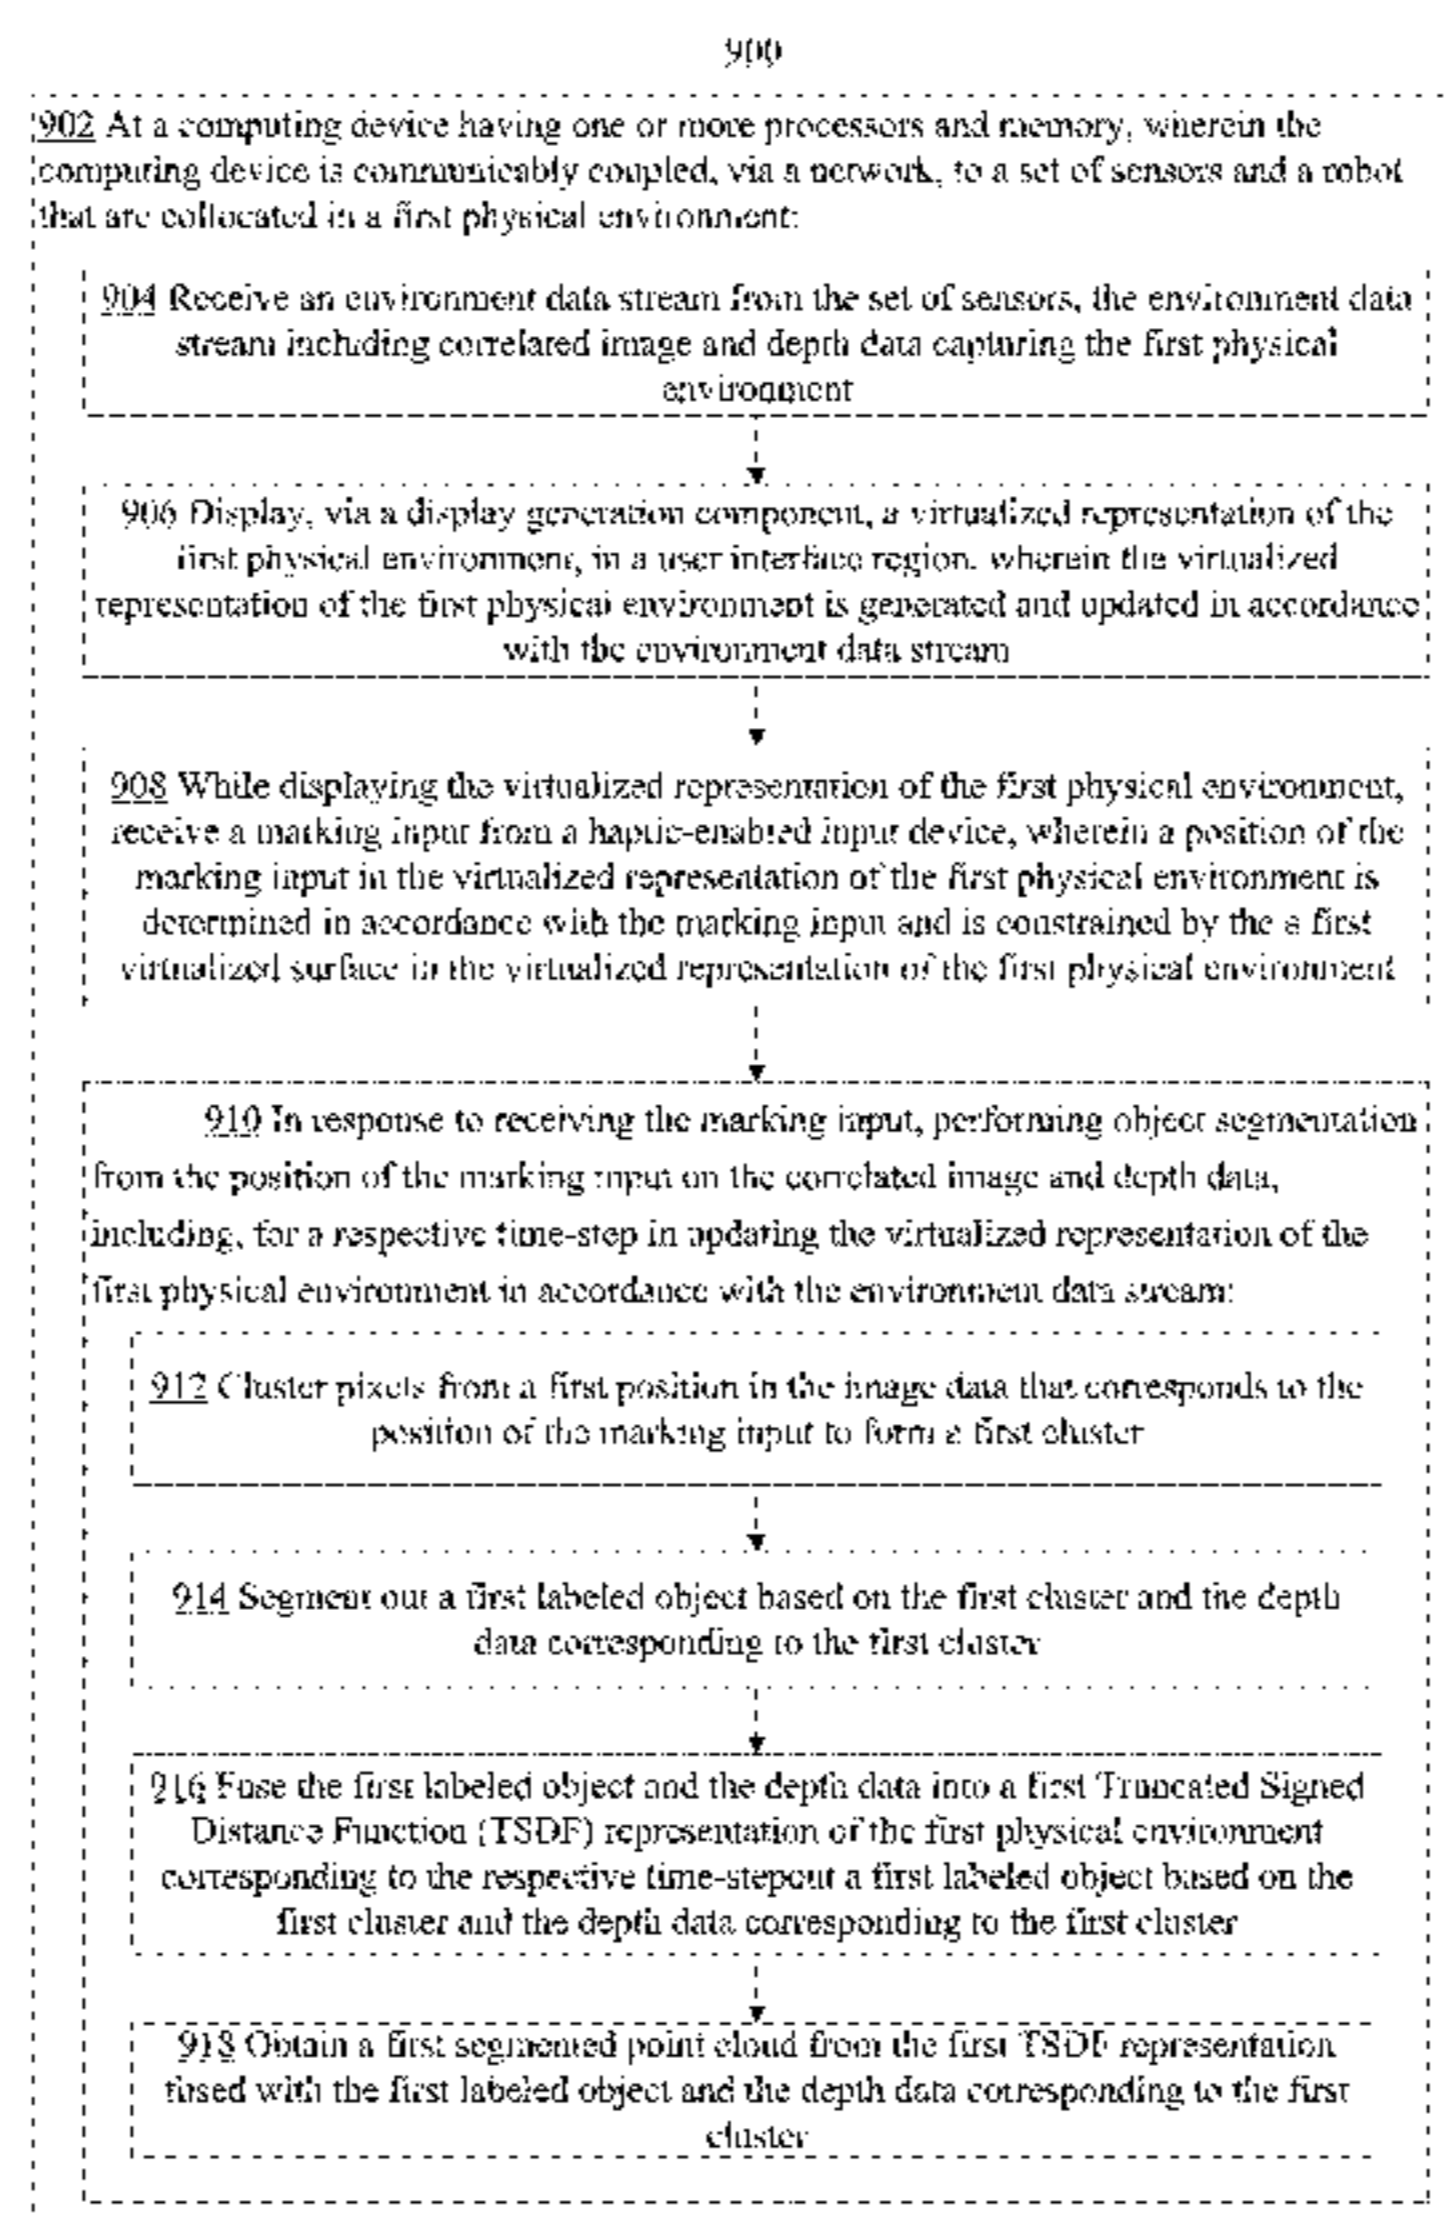 900
902 At a computing device having one or more processors and memory, wherein the
computing device is communicably coupled, via a network, to a set of sensors and a robot
that are collocated in a first physical environment:
904 Receive an environment data stream from the set of sensors, the environment data
stream including correlated image and depth data capturing the first physical
environment
906 Display, via a display generation component, a virtualized representation of the
first physical environment, in a user interface region, wherein the virtualized
representation of the first physical environment is generated and updated in accordance
with the environment data stream
908 While displaying the virtualized representation of the first physical environment,
receive a marking input from a haptic-enabled input device, wherein a position of the
marking input in the virtualized representation of the first physical environment is
determined in accordance with the marking input and is constrained by the a first
virtualized surface in the virtualized representation of the first physical environment
910 In response to receiving the marking input, performing object segmentation
from the position of the marking input on the correlated image and depth data,
including, for a respective time-step in updating the virtualized representation of the
first physical environment in accordance with the environment data stream:
912 Cluster pixels from a first position in the image data that corresponds to the
position of the marking input to form a first cluster
914 Segment out a first labeled object based on the first cluster and the depth
data corresponding to the first cluster
916 Fuse the first labeled object and the depth data into a first Truncated Signed
Distance Function (TSDF) representation of the first physical environment
corresponding to the respective time-stepout a first labeled object based on the
first cluster and the depth data corresponding to the first cluster
918 Obtain a first segmented point cloud from the first TSDF representation
fused with the first labeled object and the depth data corresponding to the first
cluster